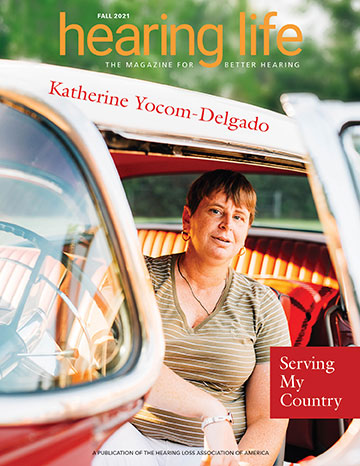 FALL 2021
hearing life
THE MAGAZINE FOR BETTER HEARING
Katherine Yocom-Delgado
Serving
My
Country
A PUBLICATION OF THE HEARING LOSS ASSOCIATION OF AMERICA